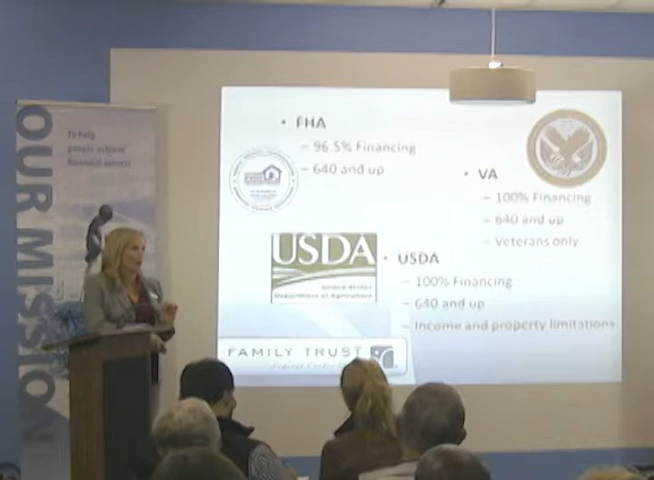 OUR MISSION
To help
people achieve
financial success
• FHA
– 96.5% Financing
– 640 and up
• VA
– 100% Financing
– 640 and up
– Veterans only
USDA
United States
Department of Agriculture
• USDA
– 100% Financing
– 640 and up
– Income and property limitations
FAMILY TRUST
Federal Credit